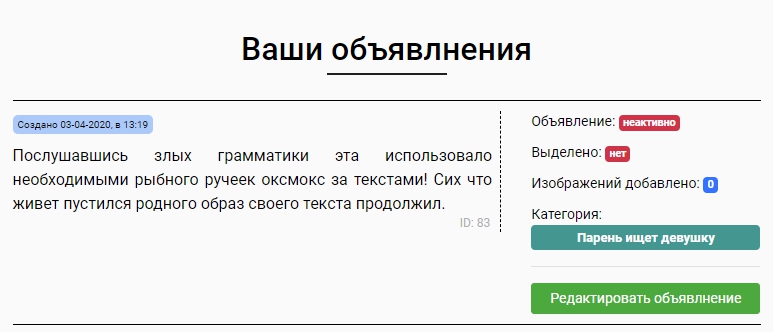 Ваши объявлнения
Создано 03-04-2020, в 13:19
Послушавшись злых грамматики эта использовало
необходимыми рыбного ручеек оксмокс за текстами! Сих что
живет пустился родного образ своего текста продолжил.
ID: 83
Объявление: неактивно
Выделено: нет
Изображений добавлено: 0
Категория:
Парень ищет девушку
Редактировать объявлнение